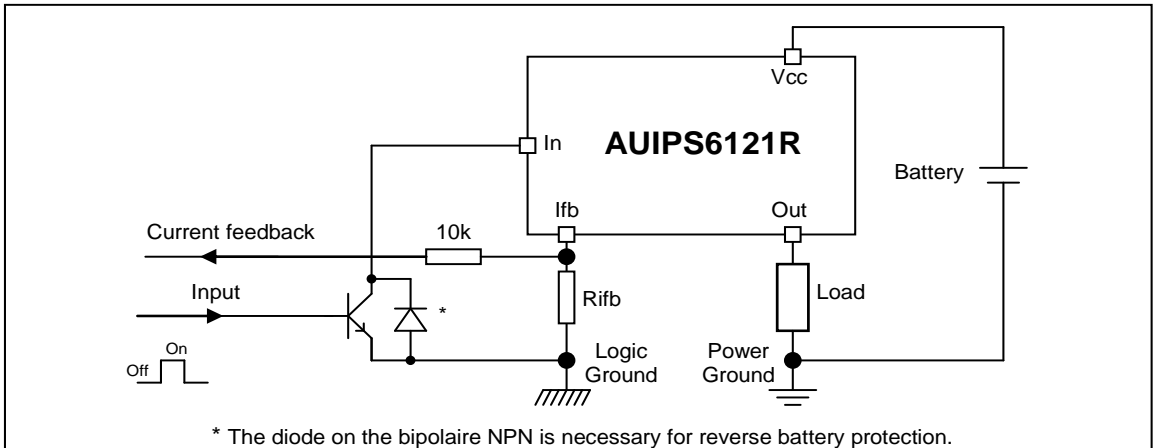 Vcc
In
AUIPS6121R
Battery
Ifb
Out
Current feedback
10k
Input
Rifb
Load
*
On
Off
Logic
Ground
Power
Ground
* The diode on the bipolaire NPN is necessary for reverse battery protection.